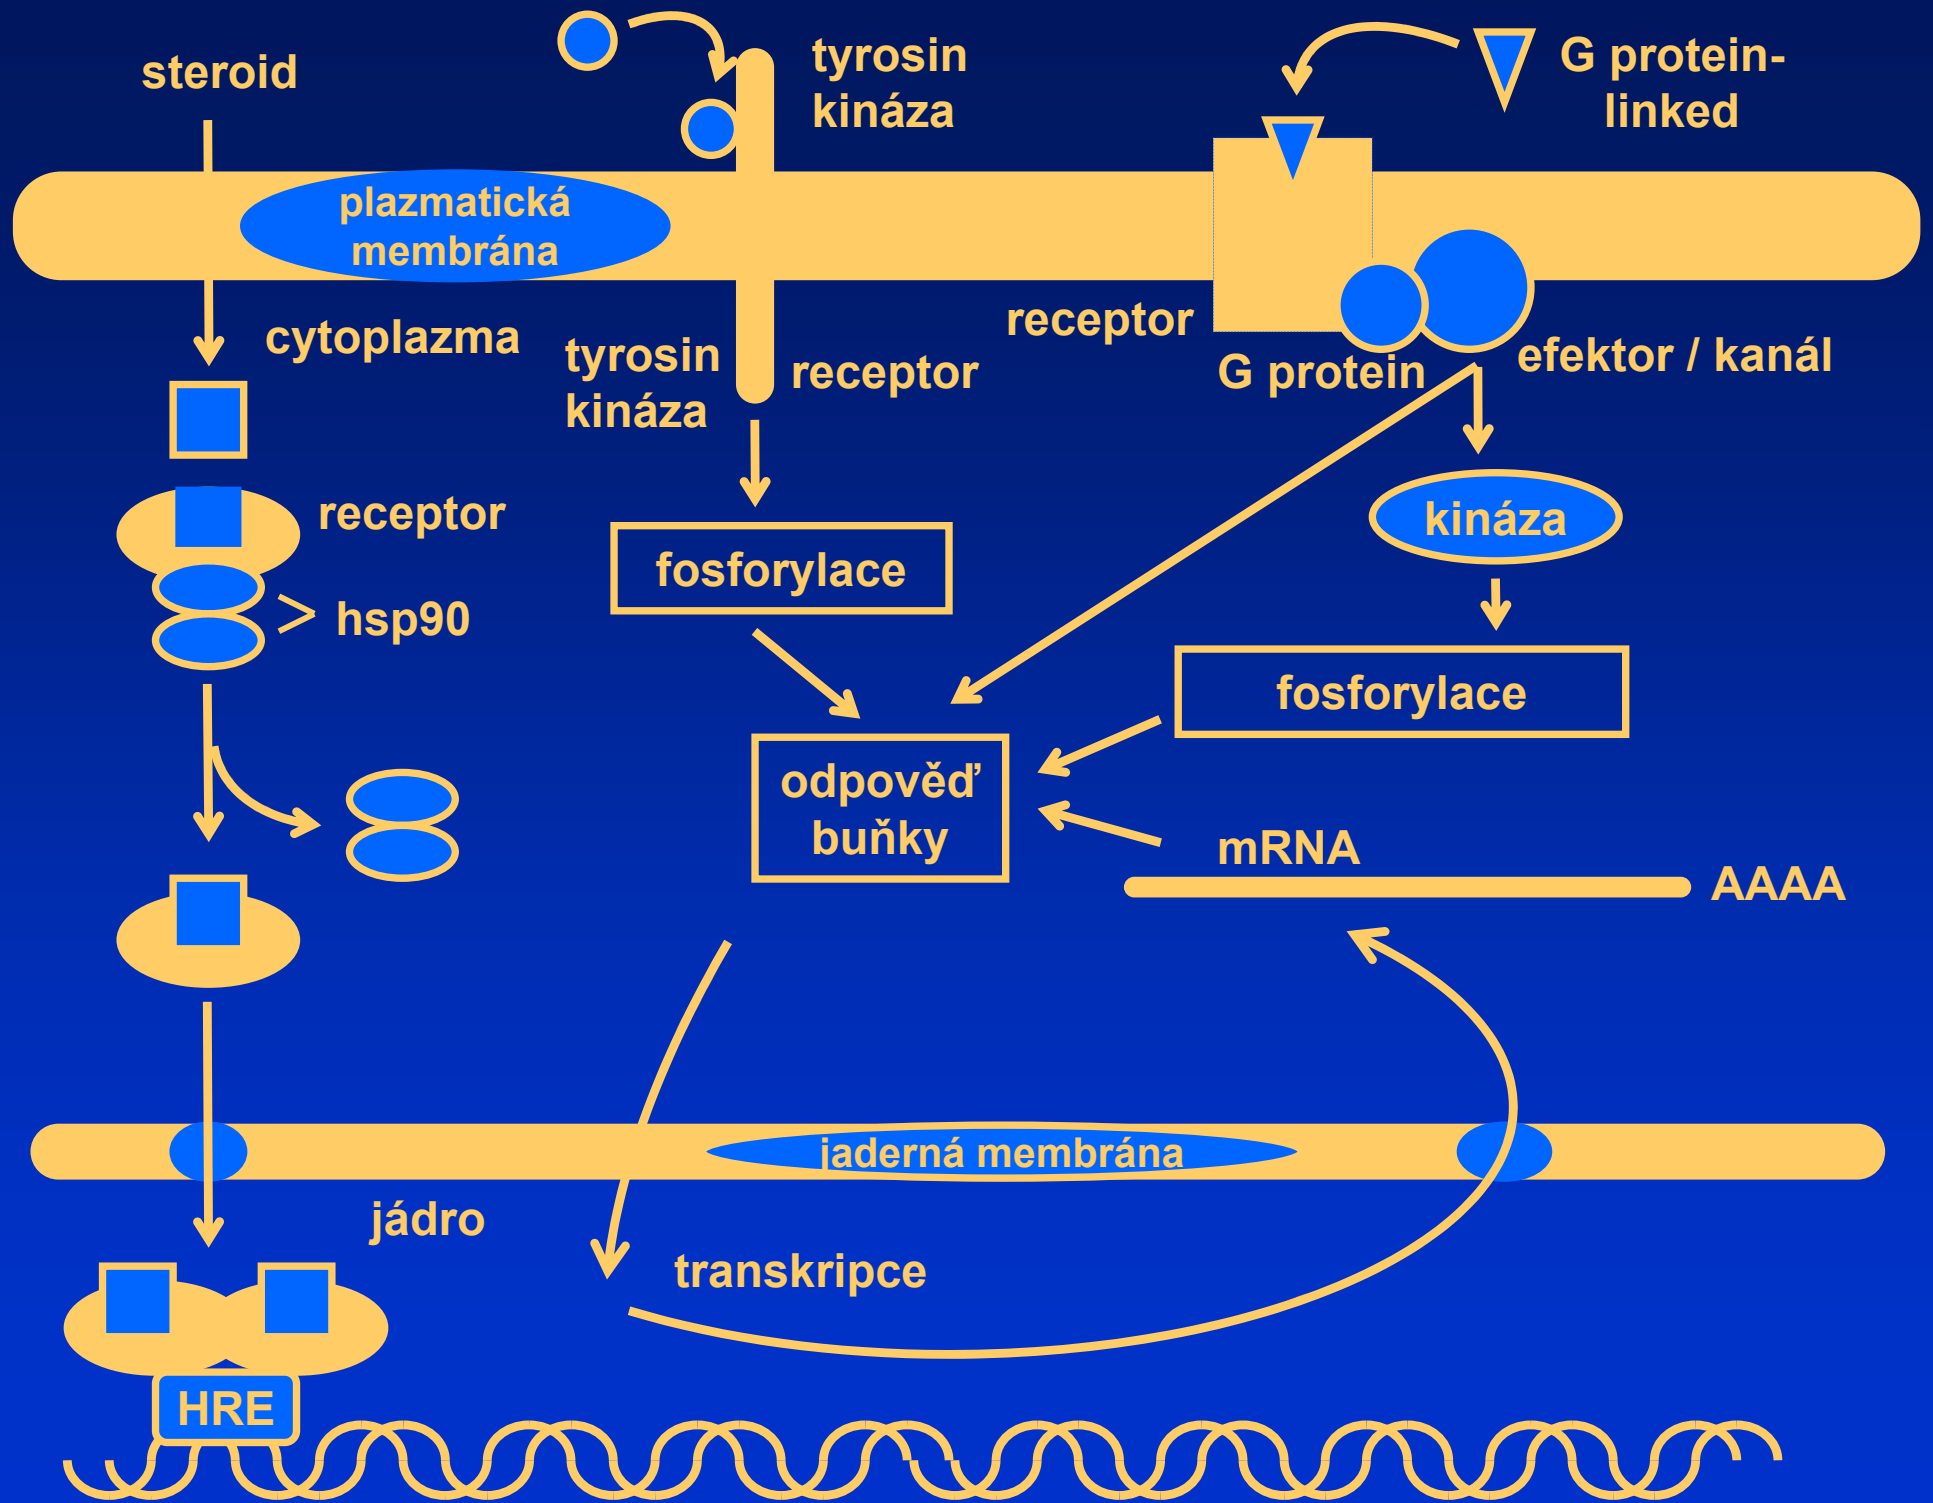 steroid
tyrosin
kináza
G protein-
linked
plazmatická
membrána
cytoplazma
tyrosin
kináza
receptor
receptor
G protein
efektor / kanál
receptor
hsp90
fosforylace
kináza
fosforylace
odpověď
buňky
mRNA
AAAA
jaderná membrána
jádro
transkripce
HRE